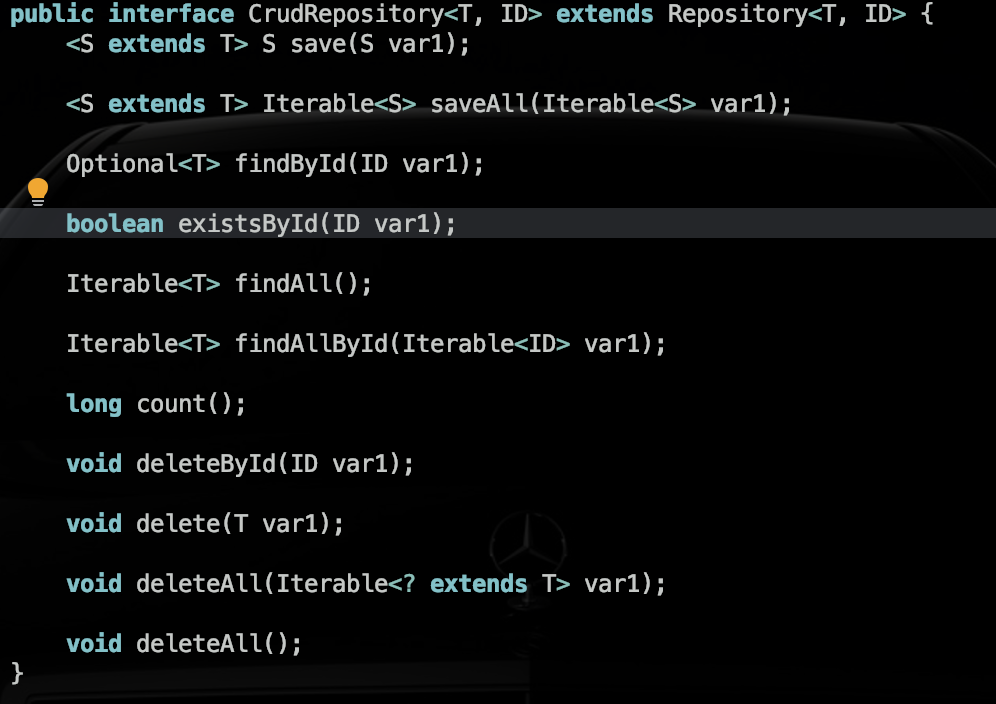 public interface CrudRepository<T, ID> extends Repository<T, ID> {
<S extends T> S save(S var1);
<S extends T> Iterable<S> saveAll(Iterable<S> var1);
Optional<T> findById(ID var1);
boolean existsById(ID var1);
Iterable<T> findAll();
Iterable<T> findAllById(Iterable<ID> var1);
long count();
void deleteById(ID var1);
void delete(T var1);
void deleteAll(Iterable<? extends T> var1);
void deleteAll();
}